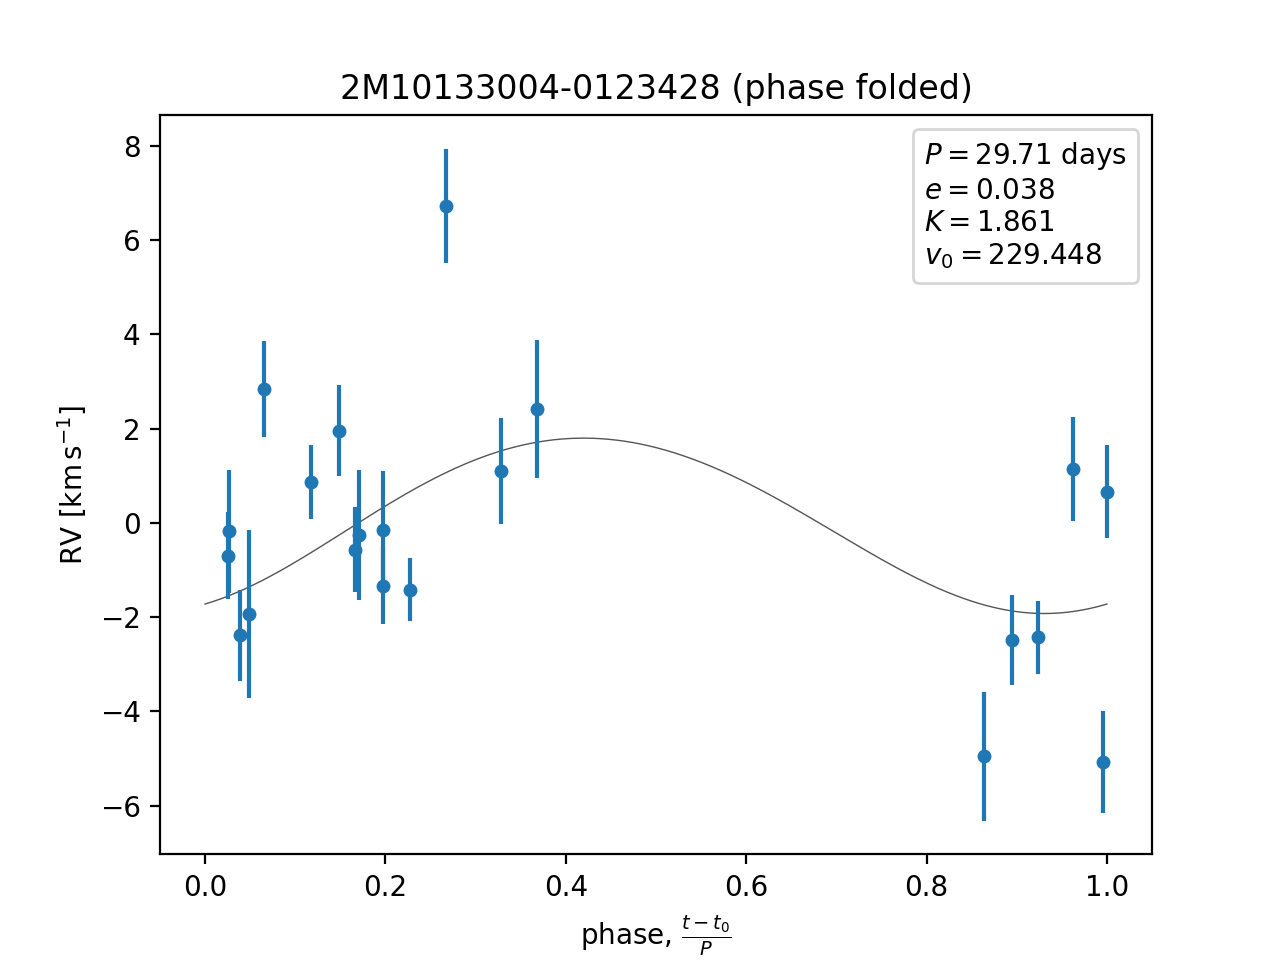 2M10133004-0123428 (phase folded)
P = 29.71 days
e = 0.038
K = 1.861
v₀ = 229.448
8
6
4
2
0
−2
−4
−6
RV [km s⁻¹]
0.0 0.2 0.4 0.6 0.8 1.0
phase, (t − t₀)/P